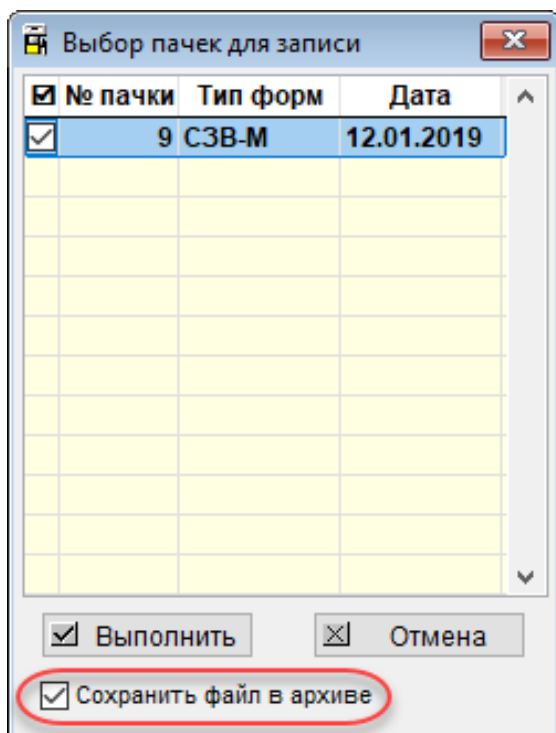 Выбор пачек для записи
№ пачки Тип форм Дата
9 СЗВ-М 12.01.2019
Выполнить Отмена
Сохранить файл в архиве